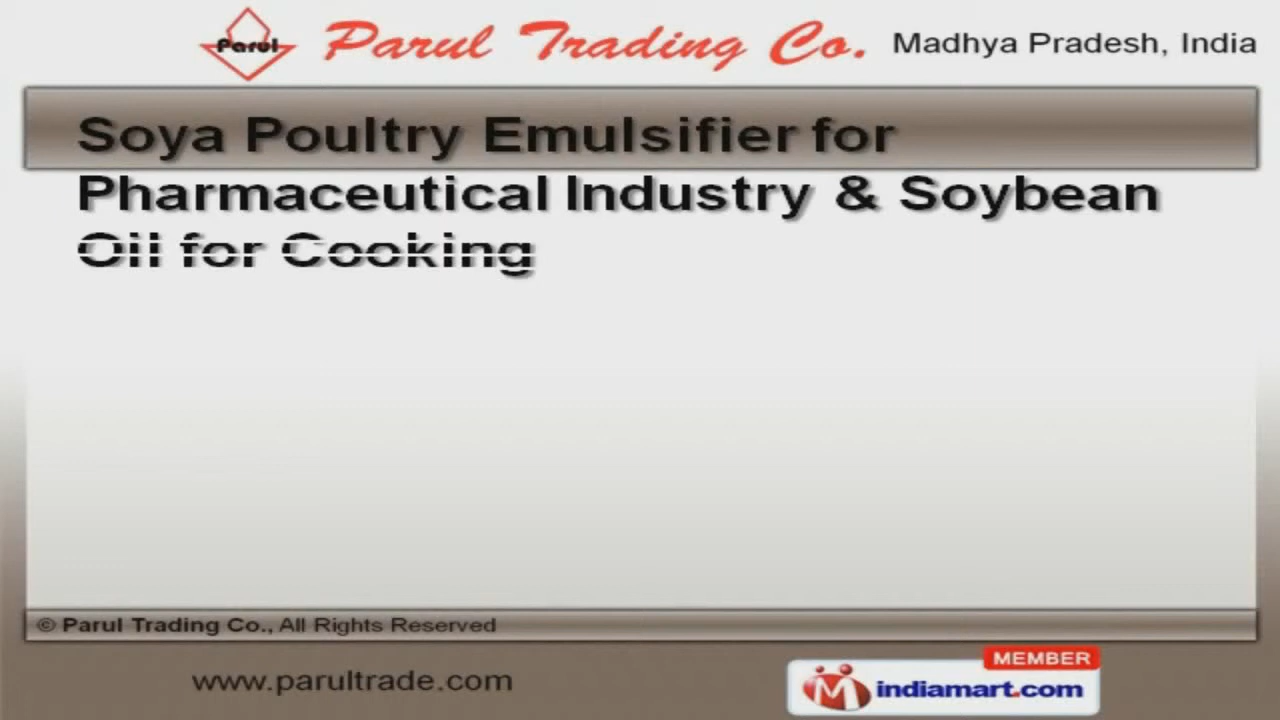 Parul Parul Trading Co. Madhya Pradesh, India
Soya Poultry Emulsifier for
Pharmaceutical Industry & Soybean
Oil for Cooking
© Parul Trading Co., All Rights Reserved
www.parultrade.com
MEMBER
indiamart.com